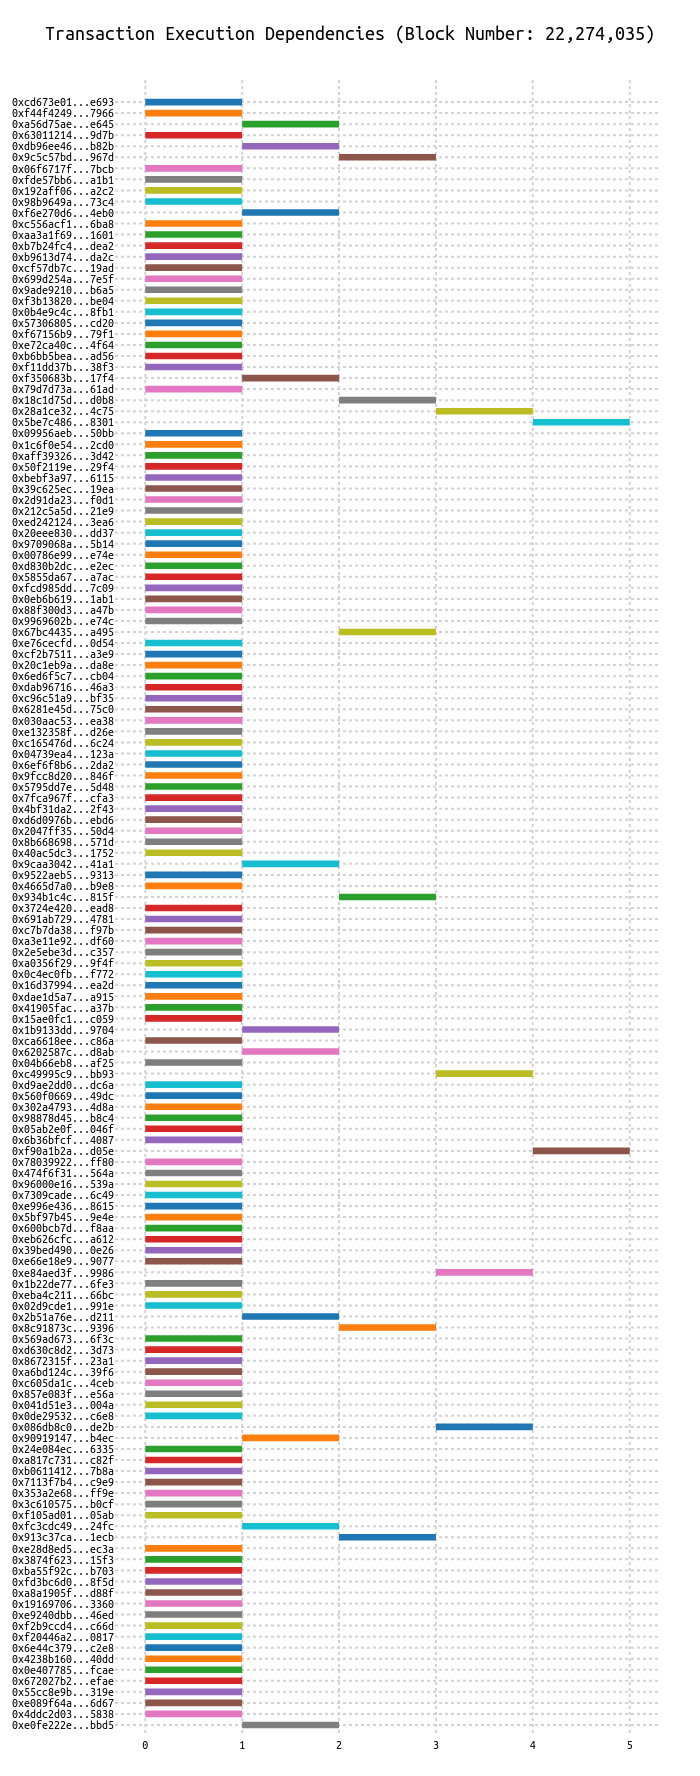 Transaction Execution Dependencies (Block Number: 22,274,035)
0xcd673e01...e693
0xf44f4249...7966
0xa56d75ae...e645
0x63011214...9d7b
0xdb96ee46...b82b
0x9c5c57bd...967d
0x06f6717f...7bcb
0xfde57bb6...a1b1
0x192aff06...a2c2
0x98b9649a...73c4
0xf6e270d6...4eb0
0xc556acf1...6ba8
0xaa3a1f69...1601
0xb7b24fc4...dea2
0xb9613d74...da2c
0xcf57db7c...19ad
0x699d254a...7e5f
0x9ade9210...b6a5
0xf3b13820...be04
0x0b4e9c4c...8fb1
0x57306805...cd20
0xf67156b9...79f1
0xe72ca40c...4f64
0xb6bb5bea...ad56
0xf11dd37b...38f3
0xf350683b...17f4
0x79d7d73a...61ad
0x18c1d75d...d0b8
0x28a1ce32...4c75
0x5be7c486...8301
0x09956aeb...50bb
0x1c6f0e54...2cd0
0xaff39326...3d42
0x50f2119e...29f4
0xbebf3a97...6115
0x39c625ec...19ea
0x2d91da23...f0d1
0x212c5a5d...21e9
0xed242124...3ea6
0x20eee830...dd37
0x9709068a...5b14
0x00786e99...e74e
0xd830b2dc...e2ec
0x5855da67...a7ac
0xfcd985dd...7c09
0x0eb6b619...1ab1
0x88f300d3...a47b
0x9969602b...e74c
0x67bc4435...a495
0xe76cecfd...0d54
0xcf2b7511...a3e9
0x20c1eb9a...da8e
0x6ed6f5c7...cb04
0xdab96716...46a3
0xc96c51a9...bf35
0x6281e45d...75c0
0x030aac53...ea38
0xe132358f...d26e
0xc165476d...6c24
0x04739ea4...123a
0x6ef6f8b6...2da2
0x9fcc8d20...846f
0x5795dd7e...5d48
0x7fca967f...cfa3
0x4bf31da2...2f43
0xd6d0976b...ebd6
0x2047ff35...50d4
0x8b668698...571d
0x40ac5dc3...1752
0x9caa3042...41a1
0x9522aeb5...9313
0x4665d7a0...b9e8
0x934b1c4c...815f
0x3724e420...ead8
0x691ab729...4781
0xc7b7da38...f97b
0xa3e11e92...df60
0x2e5ebe3d...c357
0xa0356f29...9f4f
0x0c4ec0fb...f772
0x16d37994...ea2d
0xdae1d5a7...a915
0x41905fac...a37b
0x15ae0fc1...c059
0x1b9133dd...9704
0xca6618ee...c86a
0x6202587c...d8ab
0x04b66eb8...af25
0xc49995c9...bb93
0xd9ae2dd0...dc6a
0x560f0669...49dc
0x302a4793...4d8a
0x98878d45...b8c4
0x05ab2e0f...046f
0x6b36bfcf...4087
0xf90a1b2a...d05e
0x78039922...ff80
0x474f6f31...564a
0x96000e16...539a
0x7309cade...6c49
0xe996e436...8615
0x5bf97b45...9e4e
0x600bcb7d...f8aa
0xeb626cfc...a612
0x39bed490...0e26
0xe66e18e9...9077
0xe84aed3f...9986
0x1b22de77...6fe3
0xeba4c211...66bc
0x02d9cde1...991e
0x2b51a76e...d211
0x8c91873c...9396
0x569ad673...6f3c
0xd630c8d2...3d73
0x8672315f...23a1
0xa6bd124c...39f6
0xc605da1c...4ceb
0x857e083f...e56a
0x041d51e3...004a
0x0de29532...c6e8
0x086db8c0...de2b
0x90919147...b4ec
0x24e084ec...6335
0xa817c731...c82f
0xb0611412...7b8a
0x7113f7b4...c9e9
0x353a2e68...ff9e
0x3c610575...b0cf
0xf105ad01...05ab
0xfc3cdc49...24fc
0x913c37ca...1ecb
0xe28d8ed5...ec3a
0x3874f623...15f3
0xba55f92c...b703
0xfd3bc6d0...8f5d
0xa8a1905f...d88f
0x19169706...3360
0xe9240dbb...46ed
0xf2b9ccd4...c66d
0xf20446a2...0817
0x6e44c379...c2e8
0x4238b160...40dd
0x0e407785...fcae
0x672027b2...efae
0x55cc8e9b...319e
0xe089f64a...6d67
0x4ddc2d03...5838
0xe0fe222e...bbd5
0 1 2 3 4 5